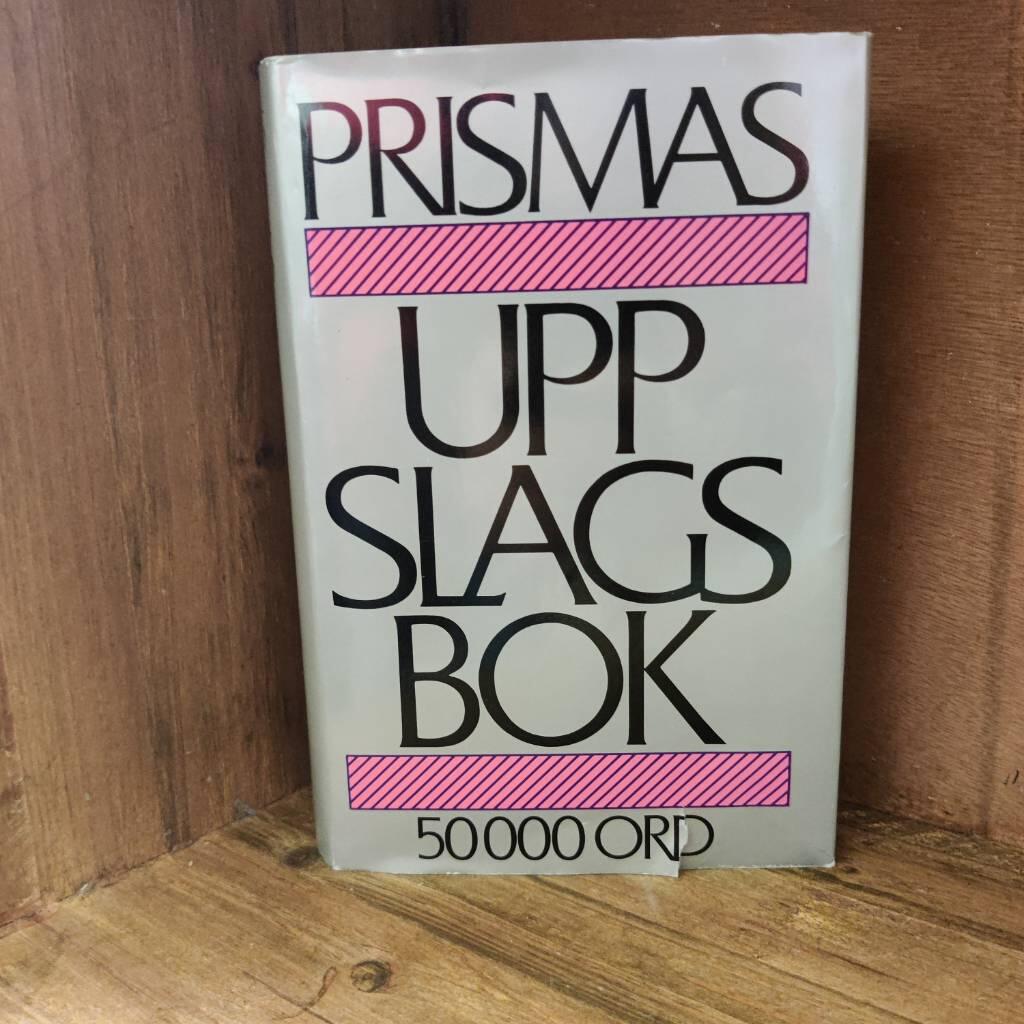 PRISMAS
UPP
SLAGS
BOK
50 000 ORD